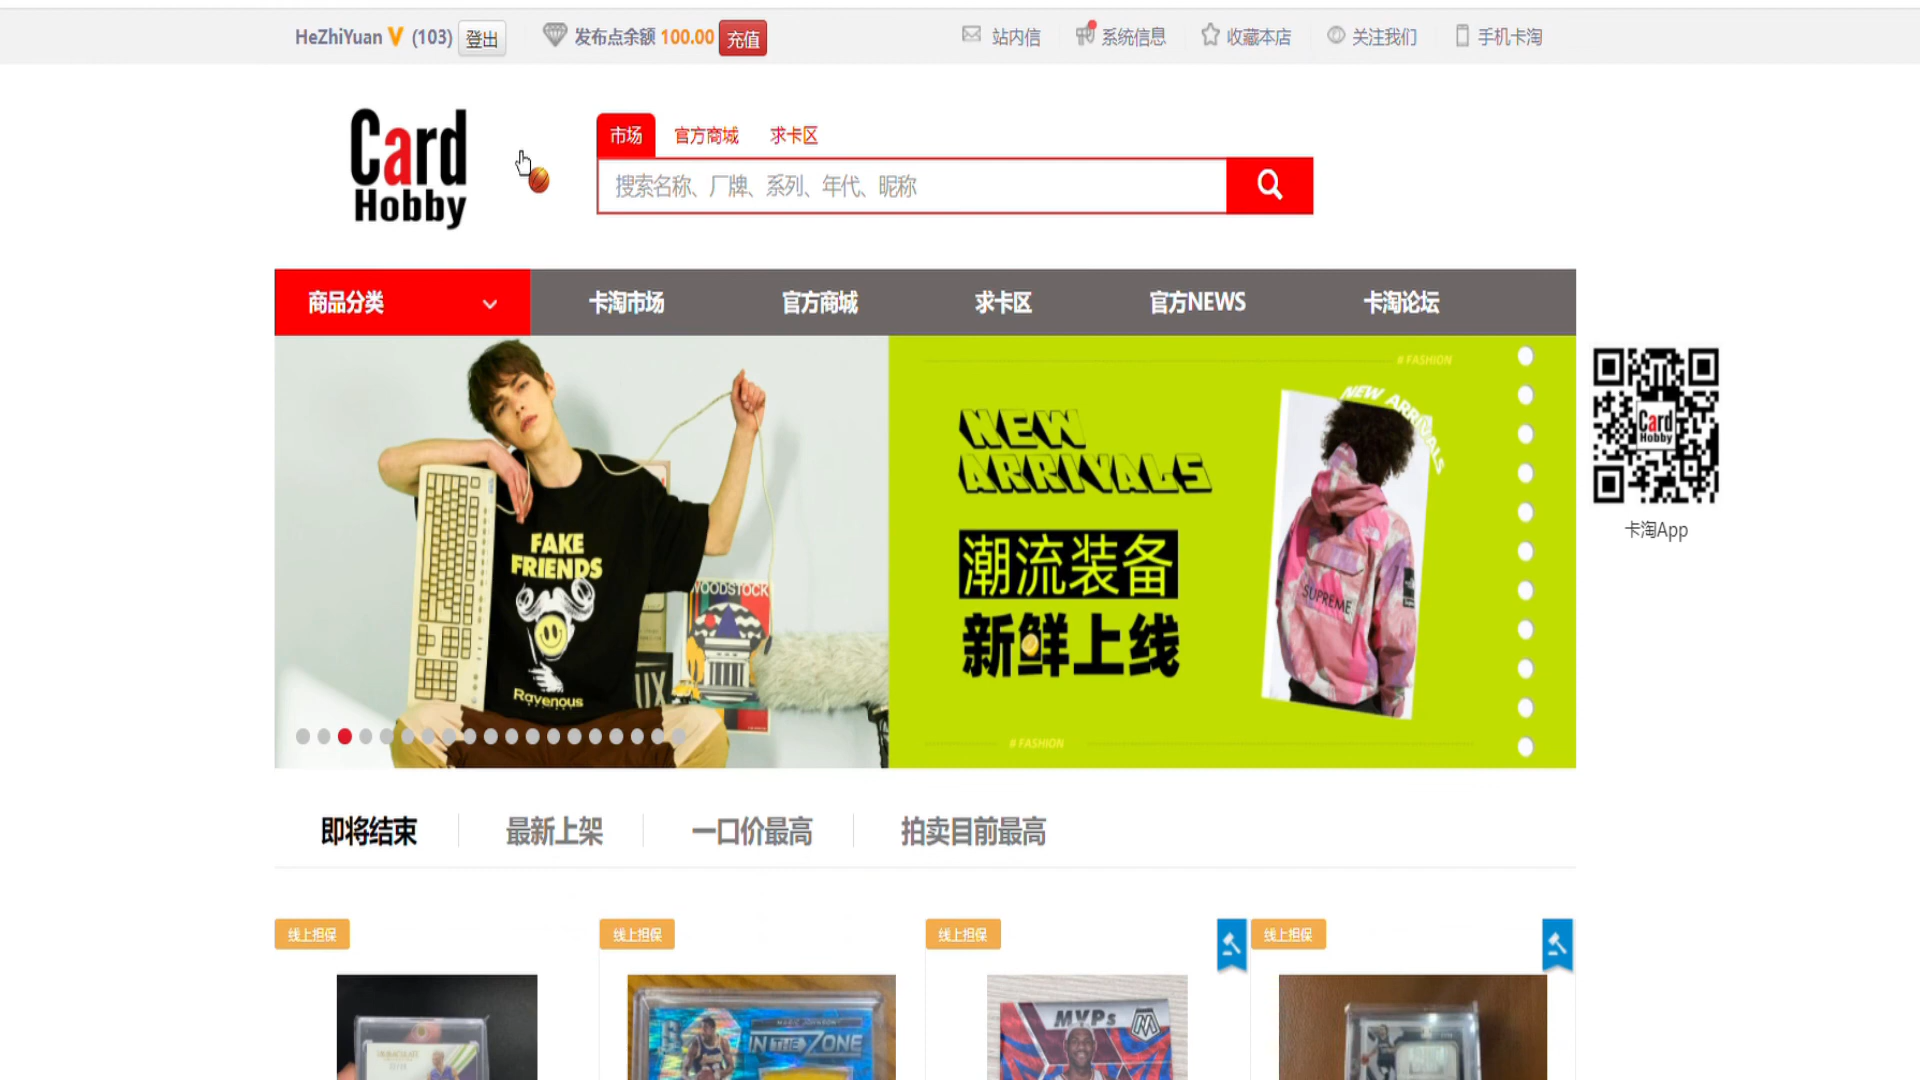 HeZhiYuan V (103) 登出 发布点余额 100.00 充值 站内信 系统信息 收藏本店 关注我们 手机卡淘
Card
Hobby
市场 官方商城 求卡区
搜索名称、厂牌、系列、年代、昵称
商品分类 卡淘市场 官方商城 求卡区 官方NEWS 卡淘论坛
# FASHION
NEW ARRIVALS
NEW
ARRIVALS
潮流装备
新鲜上线
SUPREME
# FASHION
FAKE
FRIENDS
Ravenous
WOODSTOCK
UX
Card
Hobby
卡淘App
即将结束 最新上架 一口价最高 拍卖目前最高
线上担保 线上担保 线上担保 线上担保
IMMACULATE
MAGIC JOHNSON
IN THE ZONE
MVPs